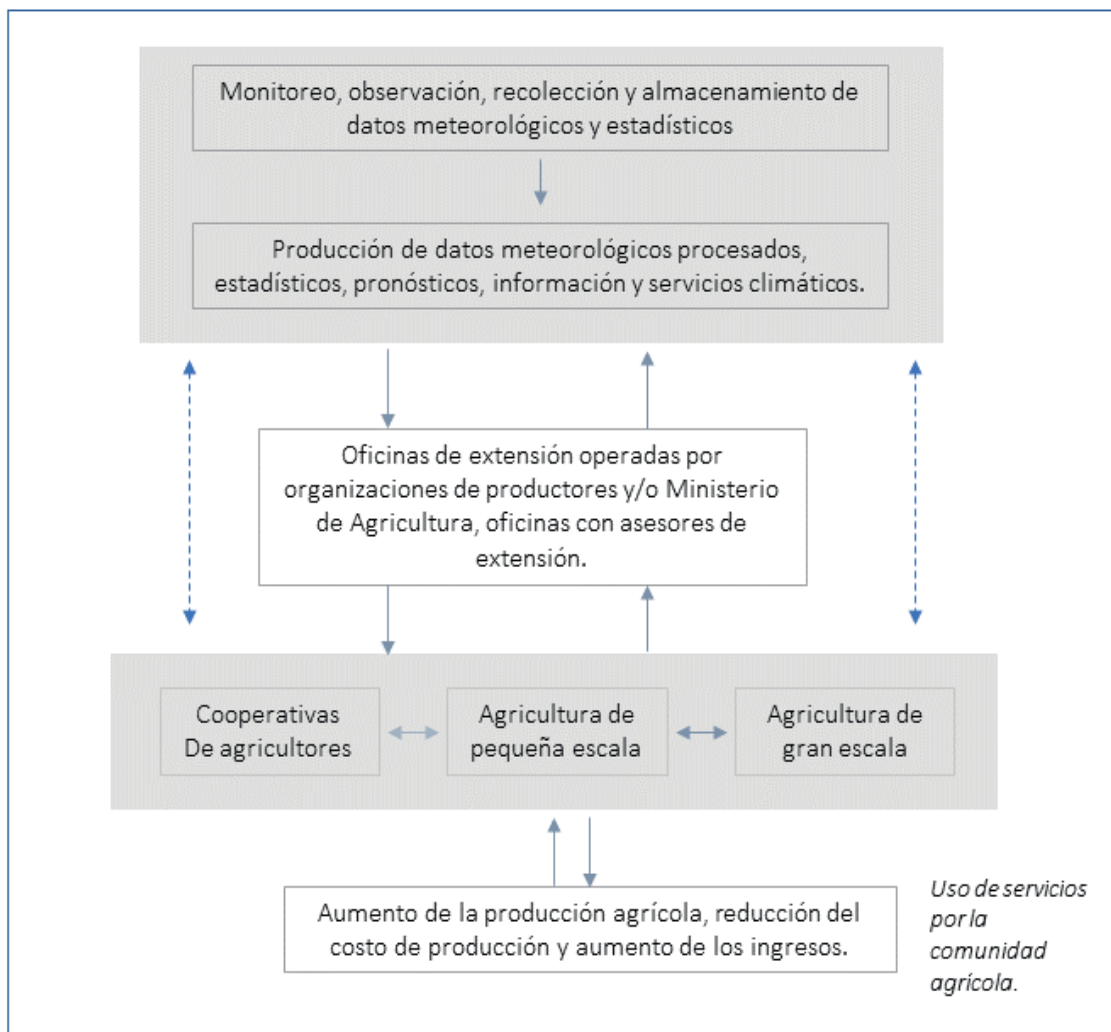 Monitoreo, observación, recolección y almacenamiento de
datos meteorológicos y estadísticos
Producción de datos meteorológicos procesados,
estadísticos, pronósticos, información y servicios climáticos.
Oficinas de extensión operadas por
organizaciones de productores y/o Ministerio
de Agricultura, oficinas con asesores de
extensión.
Cooperativas
De agricultores
Agricultura de
pequeña escala
Agricultura de
gran escala
Aumento de la producción agrícola, reducción del
costo de producción y aumento de los ingresos.
Uso de servicios
por la
comunidad
agrícola.